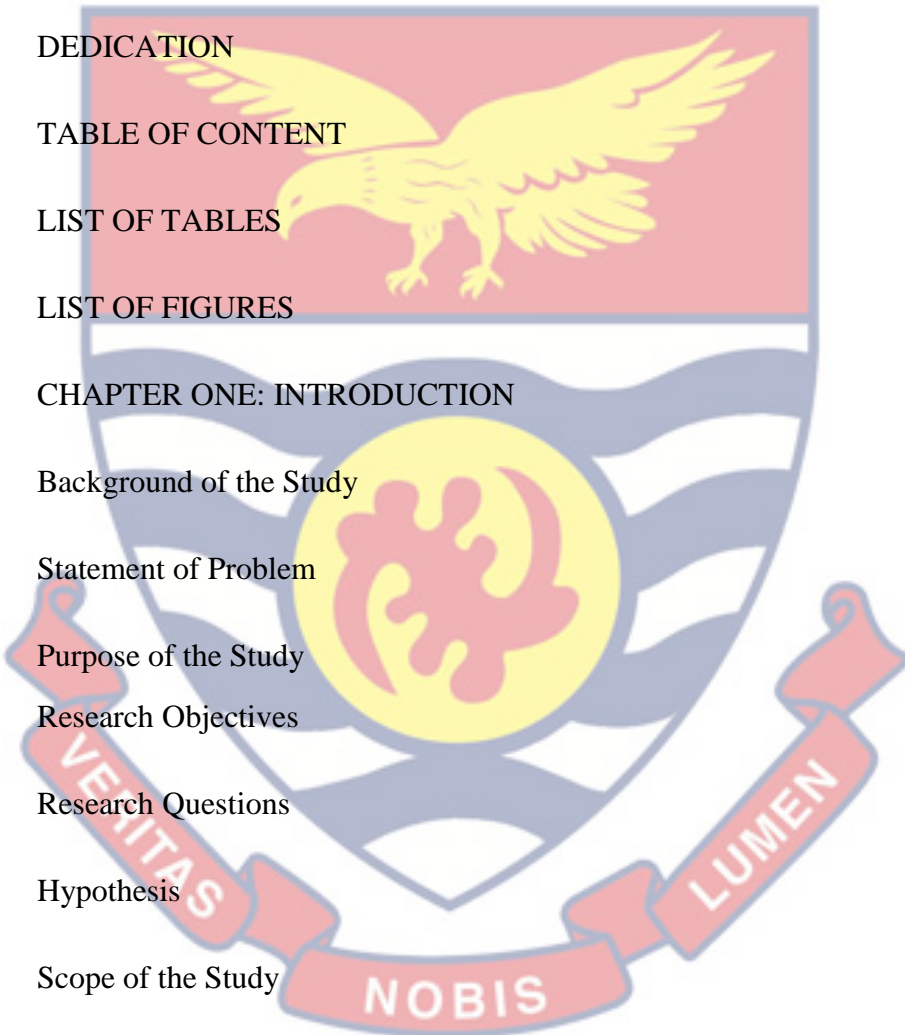 DEDICATION
TABLE OF CONTENT
LIST OF TABLES
LIST OF FIGURES
CHAPTER ONE: INTRODUCTION
Background of the Study
Statement of Problem
Purpose of the Study
Research Objectives
Research Questions
Hypothesis
Scope of the Study
VERITAS
NOBIS
LUMEN